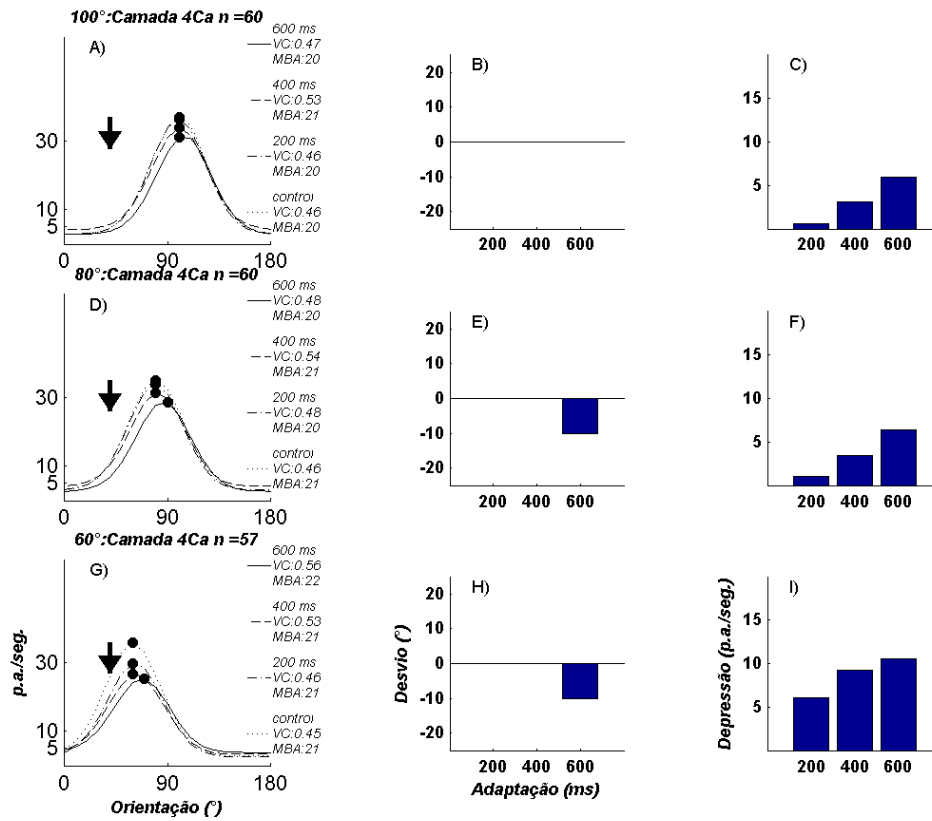 100°:Camada 4Ca n =60
A)
600 ms
VC:0.47
MBA:20
400 ms
VC:0.53
MBA:21
200 ms
VC:0.46
MBA:20
control
VC:0.46
MBA:20
30
10
5
0 90 180
B)
20
10
0
-10
-20
200 400 600
C)
15
10
5
200 400 600
80°:Camada 4Ca n =60
D)
600 ms
VC:0.48
MBA:20
400 ms
VC:0.54
MBA:21
200 ms
VC:0.48
MBA:20
control
VC:0.46
MBA:21
30
10
5
0 90 180
E)
20
10
0
-10
-20
200 400 600
F)
15
10
5
200 400 600
60°:Camada 4Ca n =57
G)
600 ms
VC:0.56
MBA:22
400 ms
VC:0.53
MBA:21
200 ms
VC:0.46
MBA:21
control
VC:0.45
MBA:21
p.a./seg.
30
10
5
0 90 180
Orientação (°)
H)
Desvio (°)
20
10
0
-10
-20
200 400 600
Adaptação (ms)
I)
Depressão (p.a./seg.)
15
10
5
200 400 600